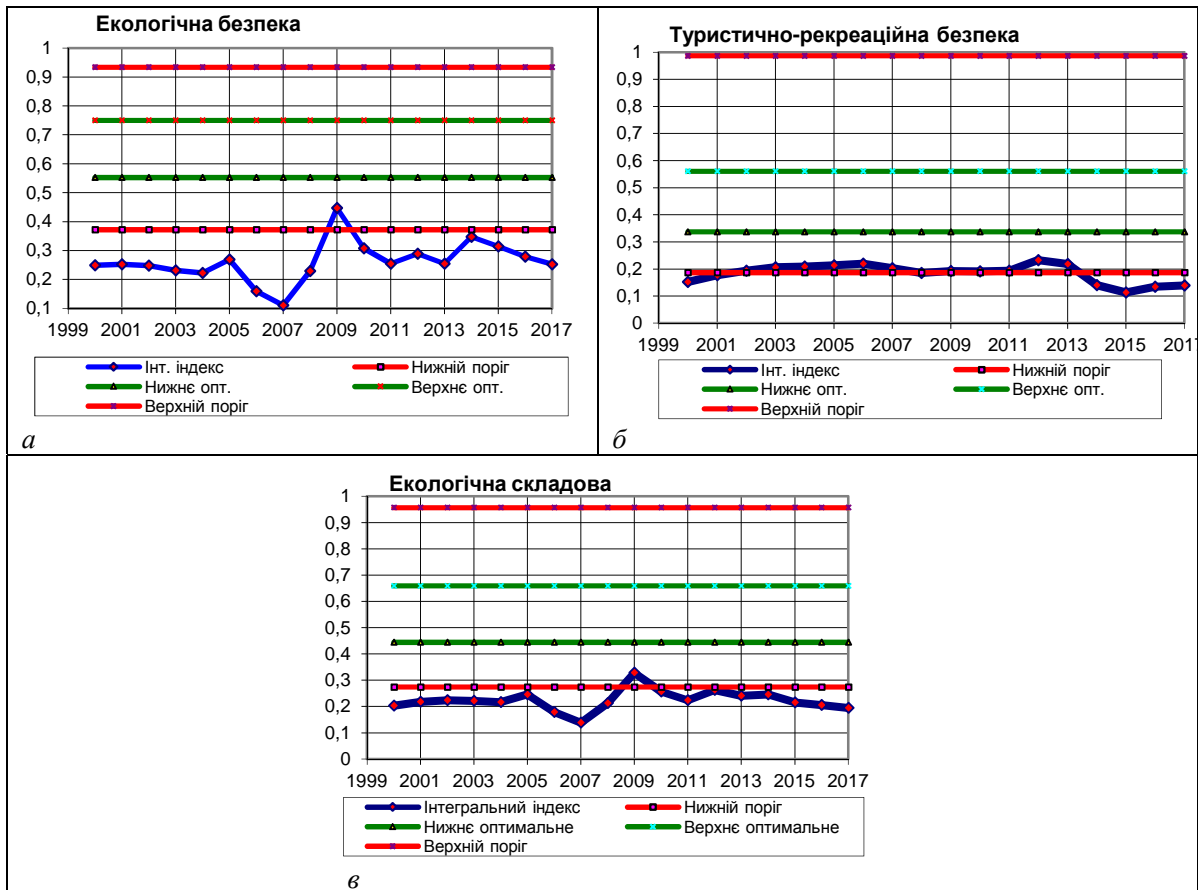 Екологічна безпека
1
0,9
0,8
0,7
0,6
0,5
0,4
0,3
0,2
0,1
1999 2001 2003 2005 2007 2009 2011 2013 2015 2017
Інт. індекс Нижній поріг
Нижнє опт. Верхнє опт.
Верхній поріг
а
Туристично-рекреаційна безпека
1
0,9
0,8
0,7
0,6
0,5
0,4
0,3
0,2
0,1
0
1999 2001 2003 2005 2007 2009 2011 2013 2015 2017
Інт. індекс Нижній поріг
Нижнє опт. Верхнє опт.
Верхній поріг
б
Екологічна складова
1
0,9
0,8
0,7
0,6
0,5
0,4
0,3
0,2
0,1
0
1999 2001 2003 2005 2007 2009 2011 2013 2015 2017
Інтегральний індекс Нижній поріг
Нижнє оптимальне Верхнє оптимальне
Верхній поріг
в